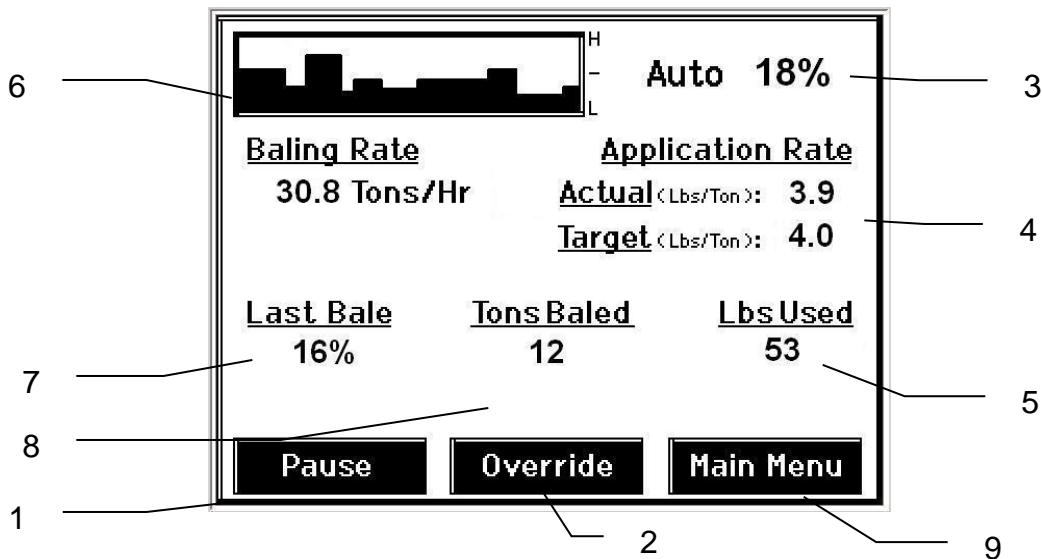 H
6
Auto 18%
3
–
L
Baling Rate
Application Rate
30.8 Tons/Hr
Actual (Lbs/Ton): 3.9
4
Target (Lbs/Ton): 4.0
Last Bale
Tons Baled
Lbs Used
16%
12
53
7
5
8
Pause
Override
Main Menu
1
2
9